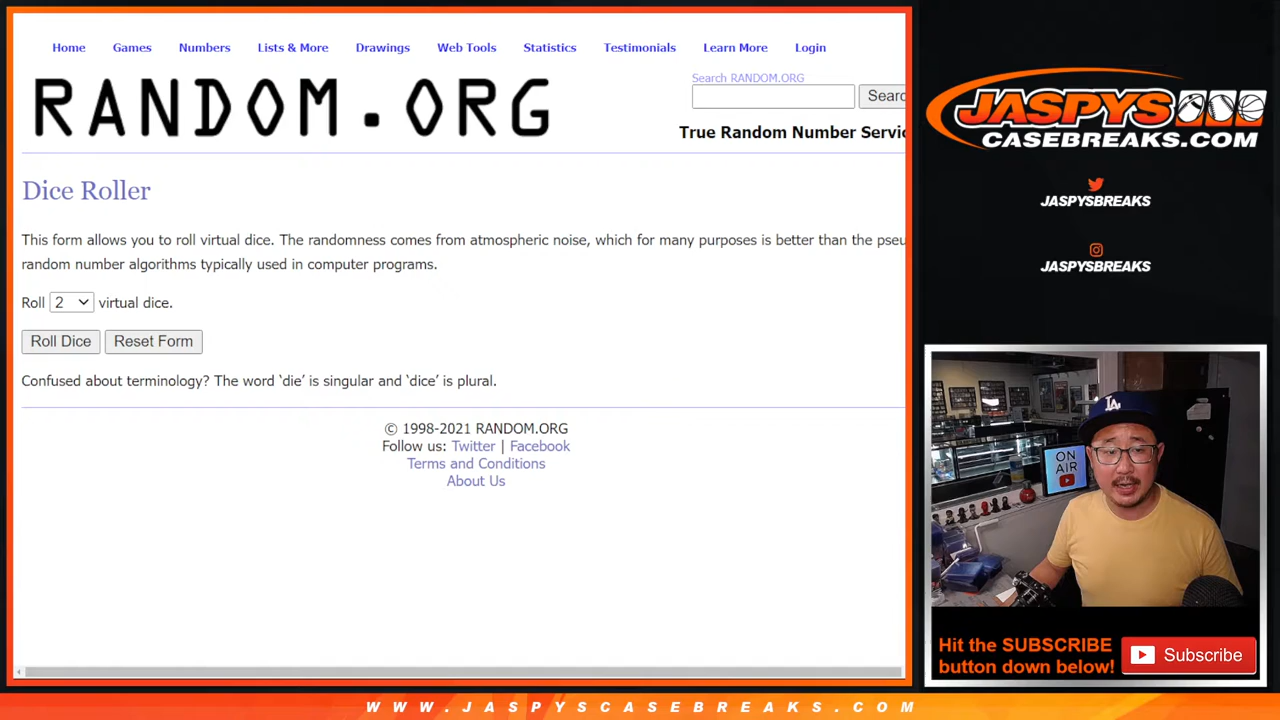 Home Games Numbers Lists & More Drawings Web Tools Statistics Testimonials Learn More Login
RANDOM.ORG
Search RANDOM.ORG
Searc
True Random Number Servic
Dice Roller
This form allows you to roll virtual dice. The randomness comes from atmospheric noise, which for many purposes is better than the pseu
random number algorithms typically used in computer programs.
Roll 2 virtual dice.
Roll Dice Reset Form
Confused about terminology? The word ‘die’ is singular and ‘dice’ is plural.
© 1998-2021 RANDOM.ORG
Follow us: Twitter | Facebook
Terms and Conditions
About Us
JASPYS
CASEBREAKS.COM
JASPYSBREAKS
JASPYSBREAKS
LA
ON
AIR
Hit the SUBSCRIBE
button down below!
Subscribe
WWW.JASPYSCASEBREAKS.COM